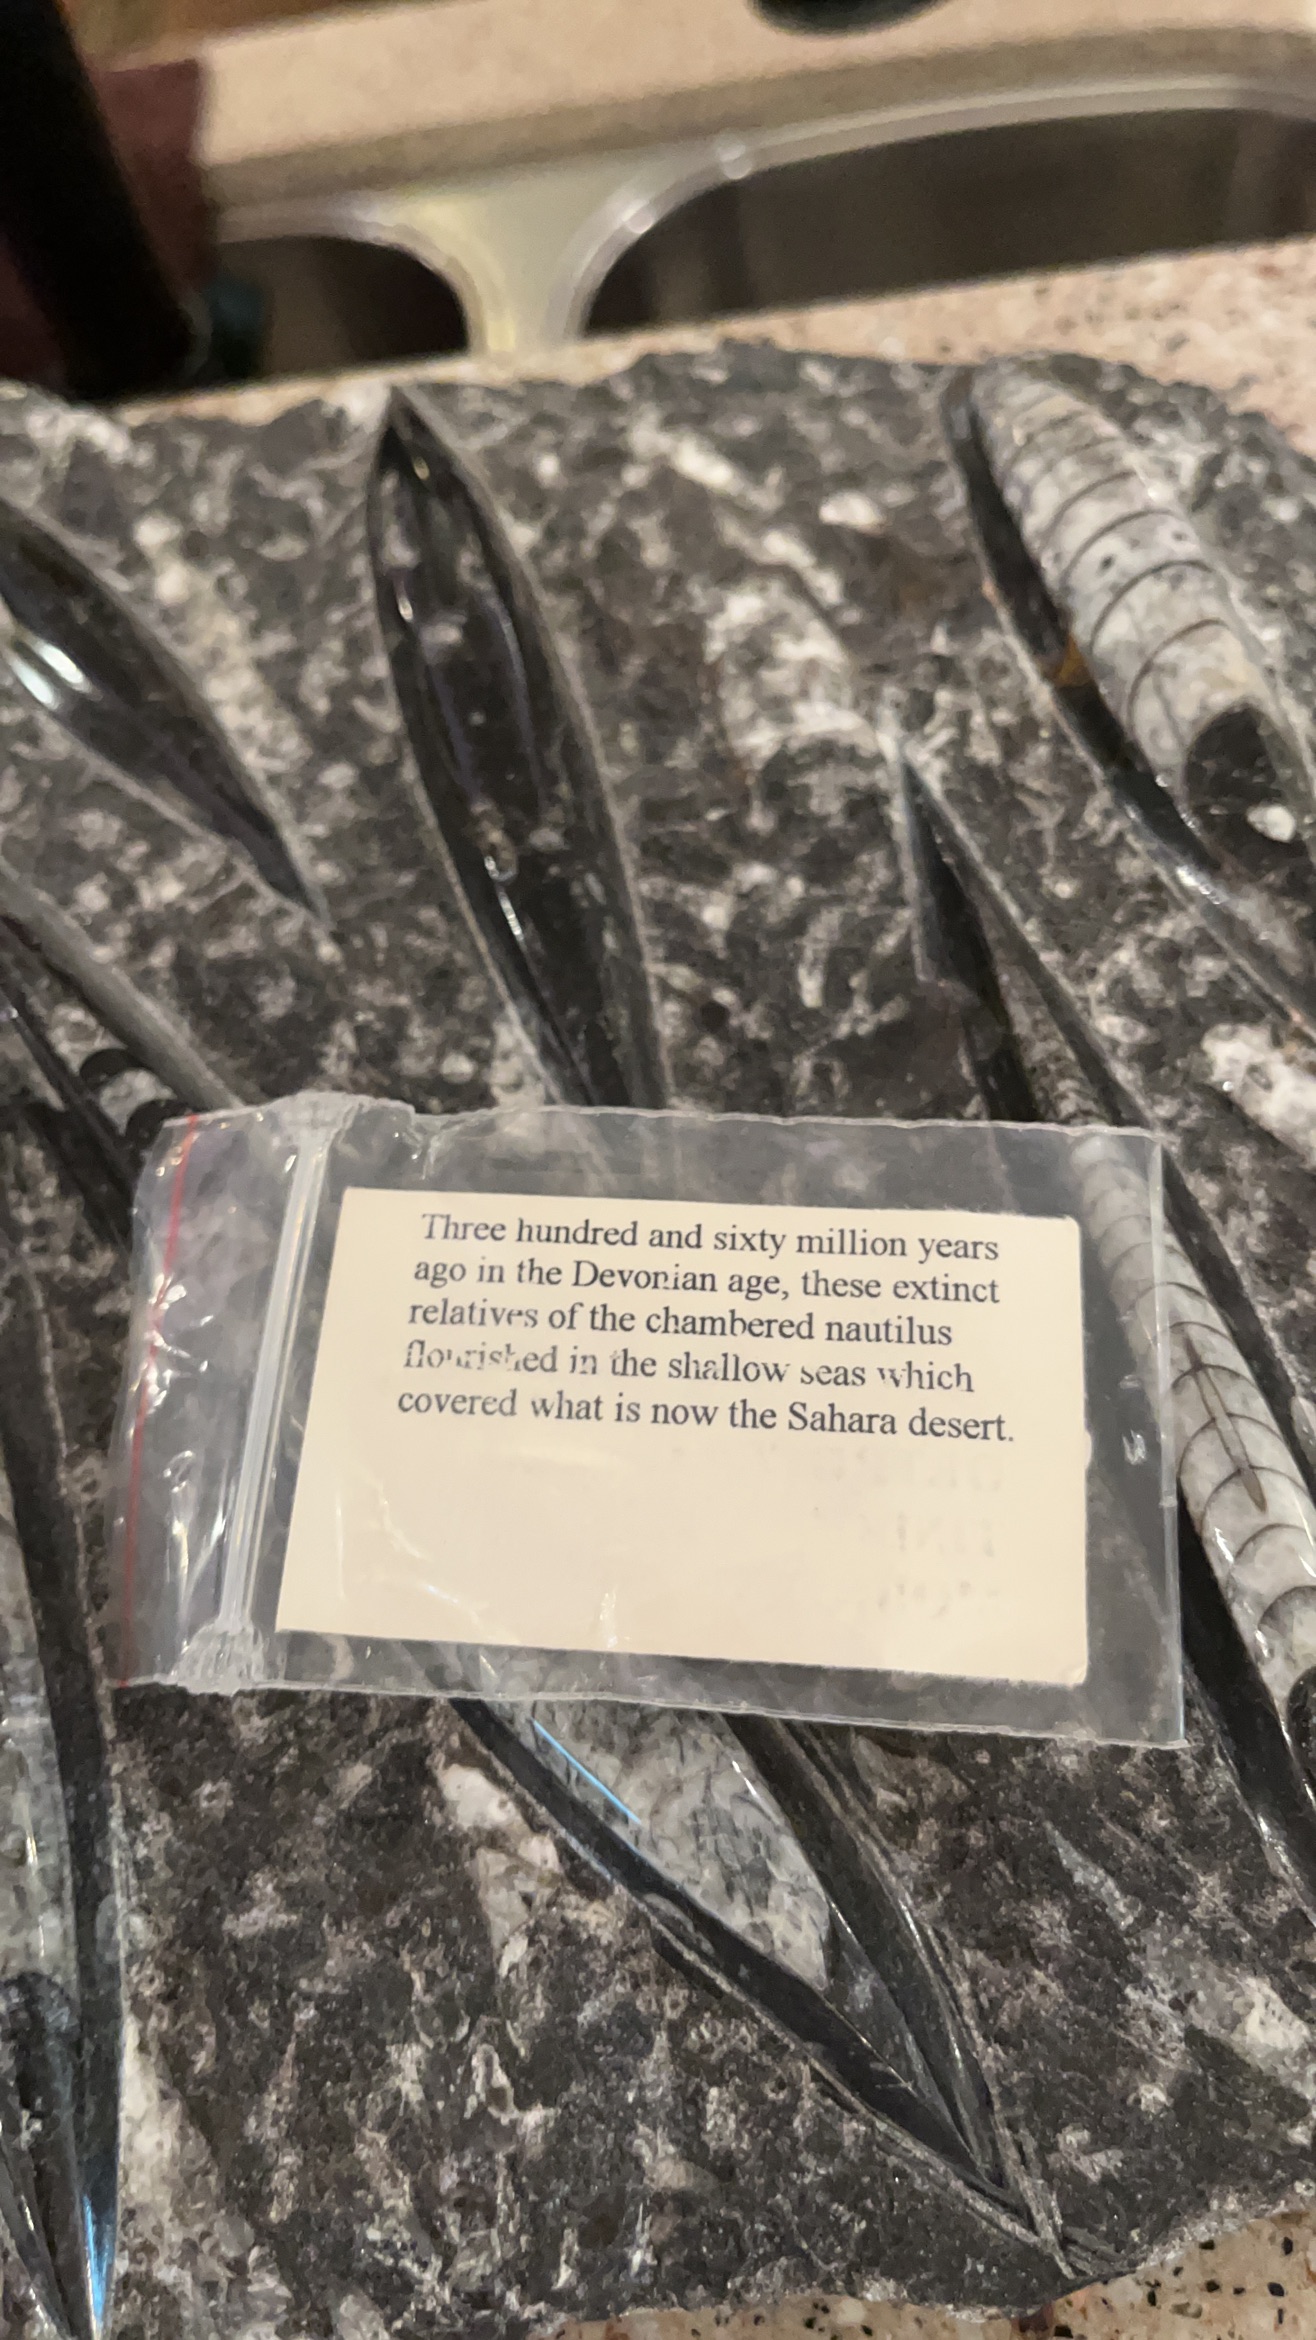 Three hundred and sixty million years
ago in the Devonian age, these extinct
relatives of the chambered nautilus
flourished in the shallow seas which
covered what is now the Sahara desert.